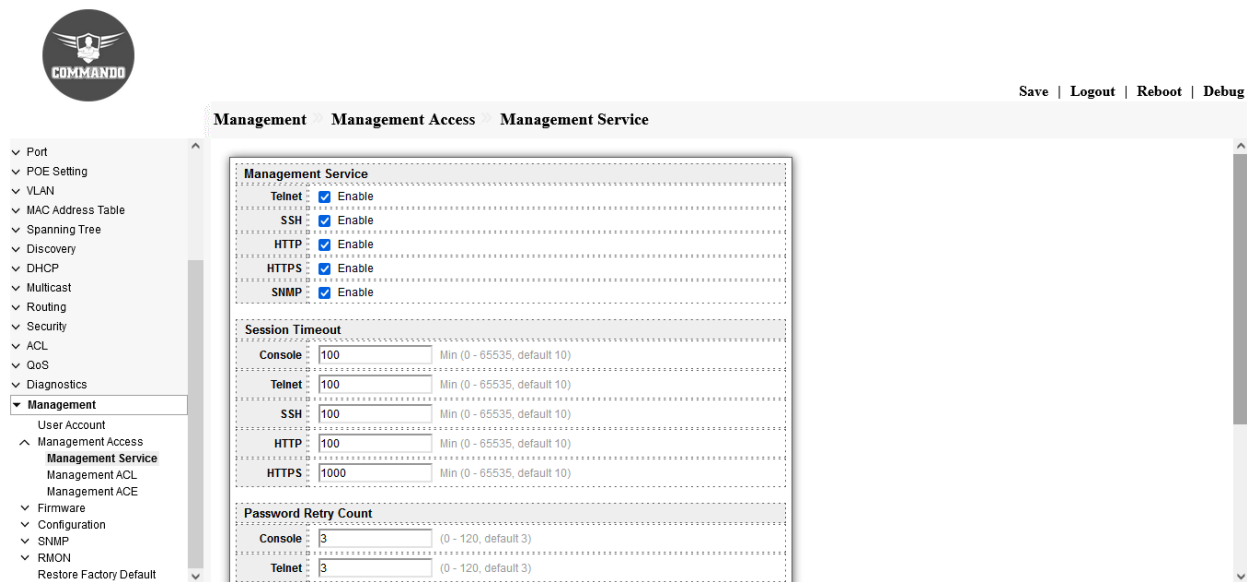 COMMANDO
Save | Logout | Reboot | Debug
Management » Management Access » Management Service
Port
POE Setting
VLAN
MAC Address Table
Spanning Tree
Discovery
DHCP
Multicast
Routing
Security
ACL
QoS
Diagnostics
Management
User Account
Management Access
Management Service
Management ACL
Management ACE
Firmware
Configuration
SNMP
RMON
Restore Factory Default
Management Service
Telnet Enable
SSH Enable
HTTP Enable
HTTPS Enable
SNMP Enable
Session Timeout
Console 100 Min (0 - 65535, default 10)
Telnet 100 Min (0 - 65535, default 10)
SSH 100 Min (0 - 65535, default 10)
HTTP 100 Min (0 - 65535, default 10)
HTTPS 1000 Min (0 - 65535, default 10)
Password Retry Count
Console 3 (0 - 120, default 3)
Telnet 3 (0 - 120, default 3)